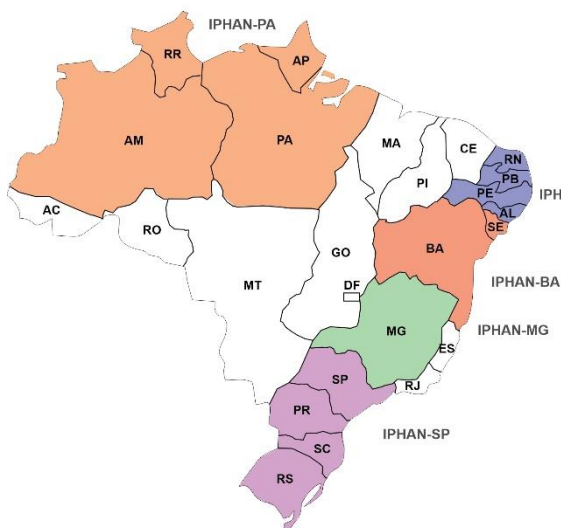 IPHAN-PA
RR
AP
AM
PA
MA
CE
RN
PB
PI
PE
IPH
AL
AC
SE
RO
BA
GO
MT
DF
IPHAN-BA
MG
IPHAN-MG
ES
SP
RJ
PR
IPHAN-SP
SC
RS